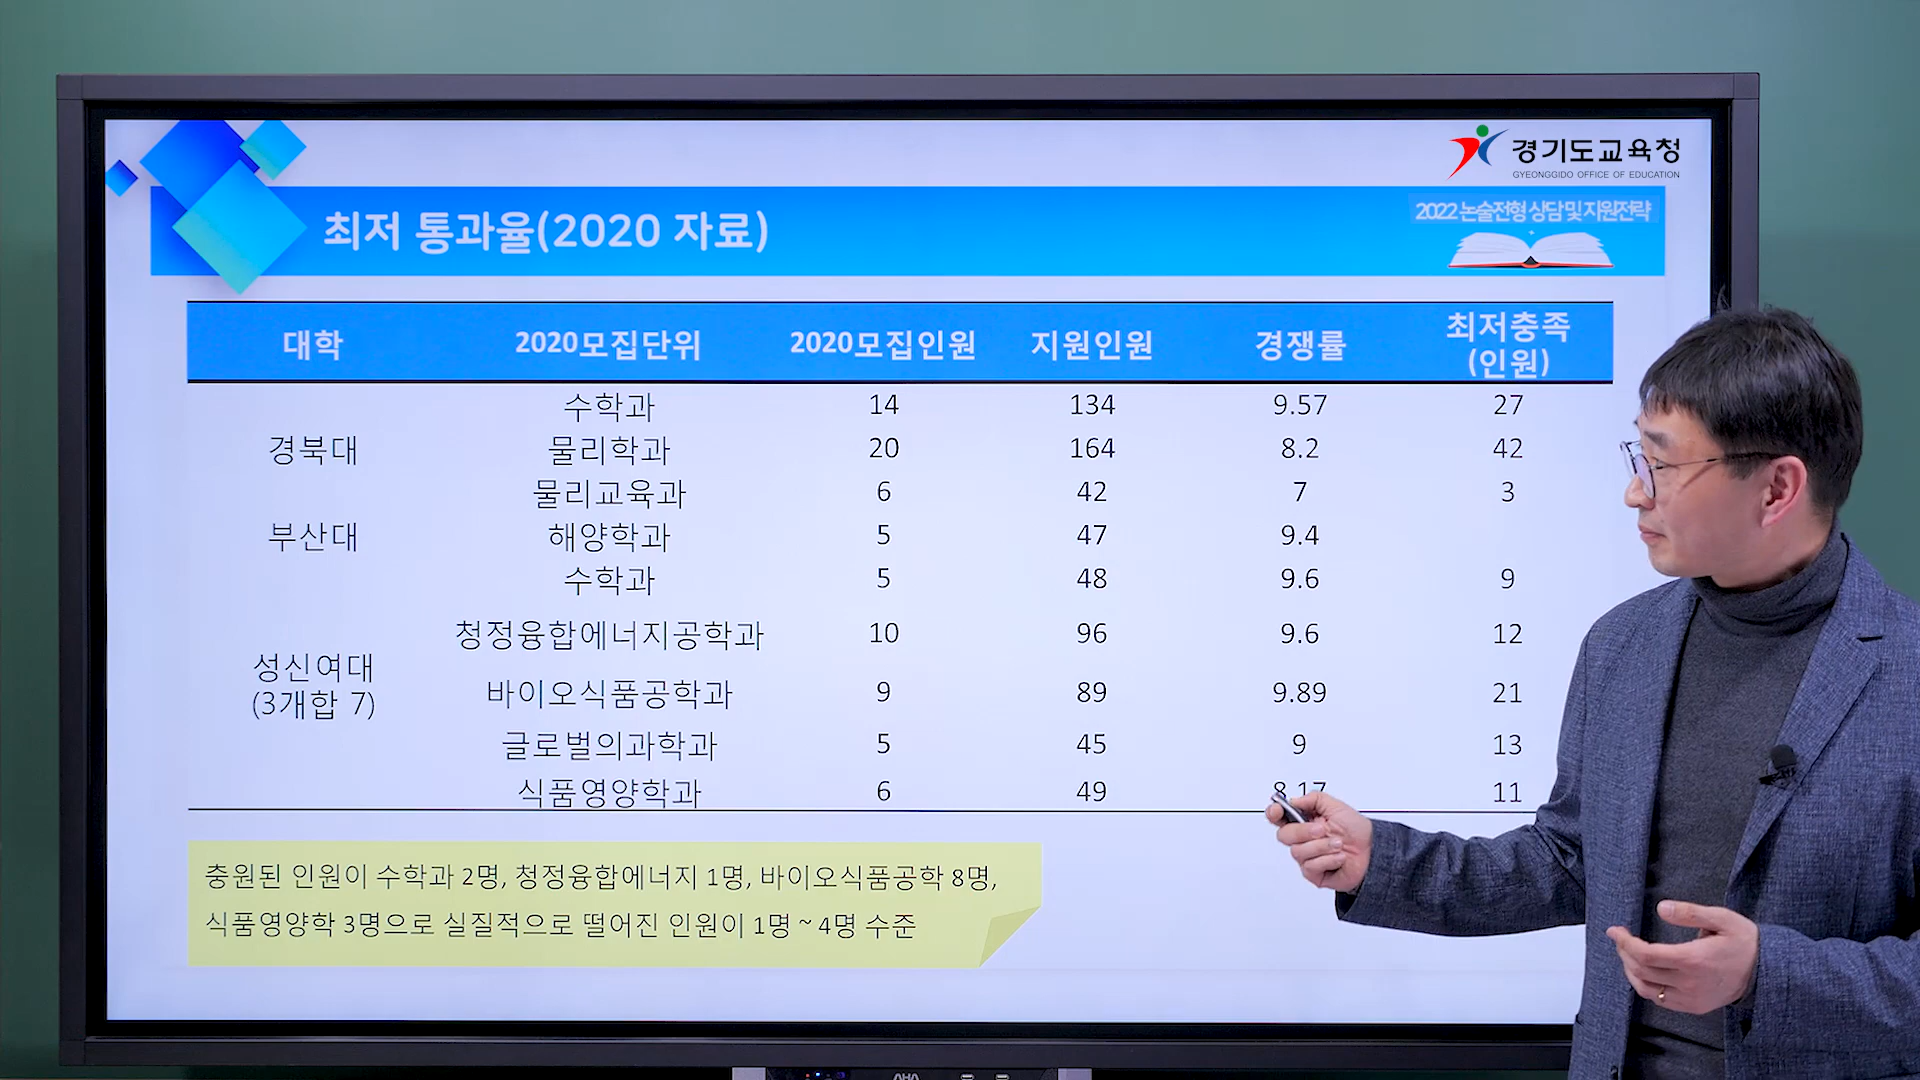 경기도교육청
GYEONGGIDO OFFICE OF EDUCATION
최저 통과율(2020 자료)
2022 논술전형 상담 및 지원전략
대학 2020모집단위 2020모집인원 지원인원 경쟁률 최저충족
(인원)
수학과 14 134 9.57 27
경북대 물리학과 20 164 8.2 42
물리교육과 6 42 7 3
부산대 해양학과 5 47 9.4
수학과 5 48 9.6 9
청정융합에너지공학과 10 96 9.6 12
성신여대
(3개합 7)
바이오식품공학과 9 89 9.89 21
글로벌의과학과 5 45 9 13
식품영양학과 6 49 8.17 11
충원된 인원이 수학과 2명, 청정융합에너지 1명, 바이오식품공학 8명,
식품영양학 3명으로 실질적으로 떨어진 인원이 1명 ~ 4명 수준
AHA